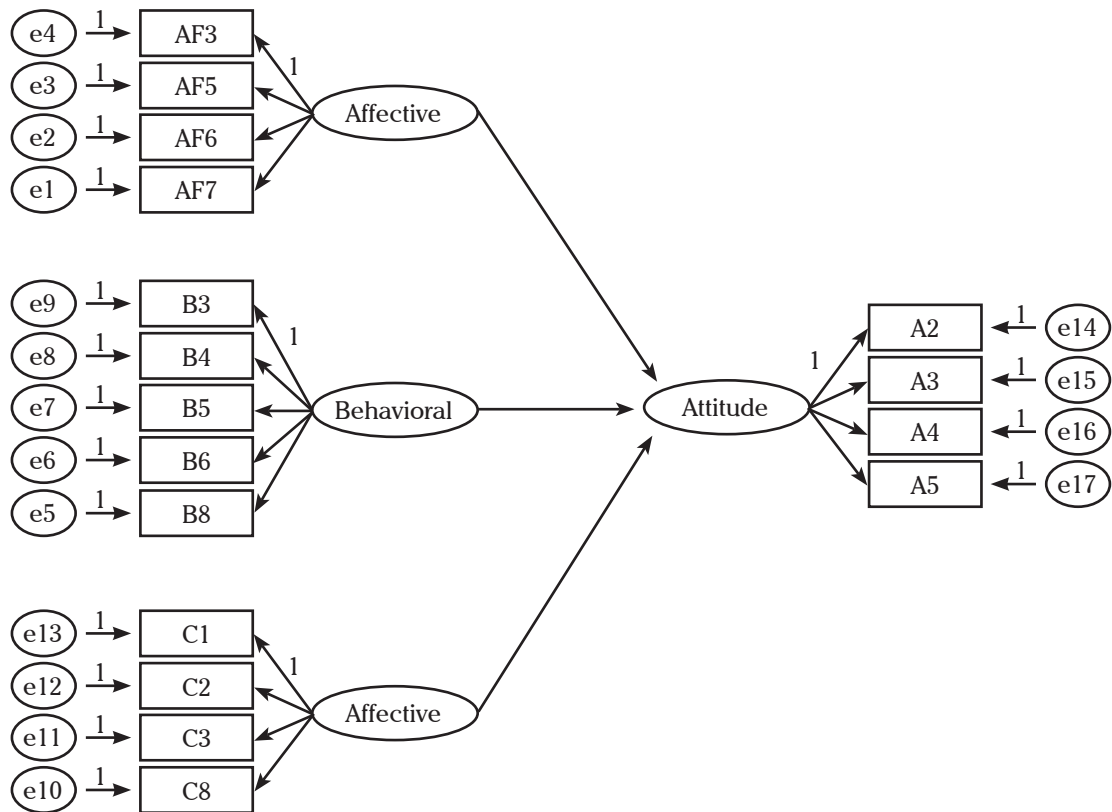 e4 1 AF3
e3 1 AF5
e2 1 AF6
e1 1 AF7
1
Affective
e9 1 B3
e8 1 B4
e7 1 B5
e6 1 B6
e5 1 B8
1
Behavioral
e13 1 C1
e12 1 C2
e11 1 C3
e10 1 C8
1
Affective
Attitude
1
A2 1 e14
A3 1 e15
A4 1 e16
A5 1 e17